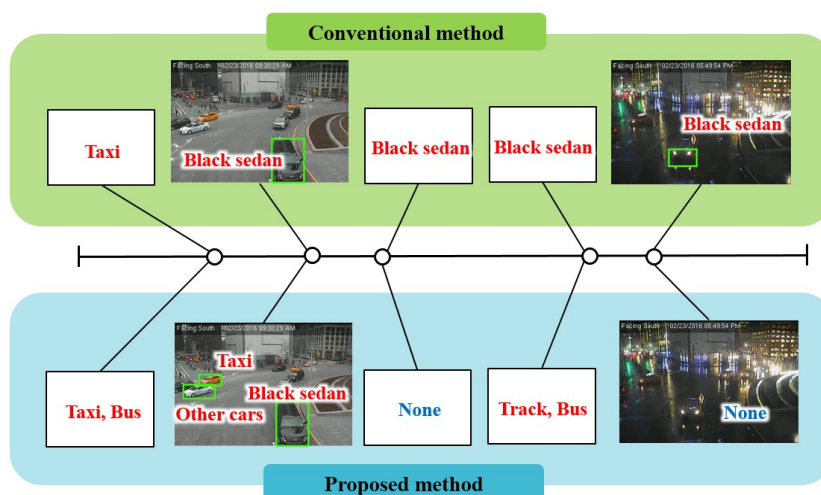 Conventional method
Facing South 02/23/2016 09:30:29 AM
Facing South 02/23/2016 05:49:54 PM
Taxi
Black sedan
Black sedan
Black sedan
Black sedan
Facing South 02/23/2016 09:30:29 AM
Facing South 02/23/2016 05:49:54 PM
Taxi
Black sedan
Taxi, Bus
Other cars
None
Track, Bus
None
Proposed method